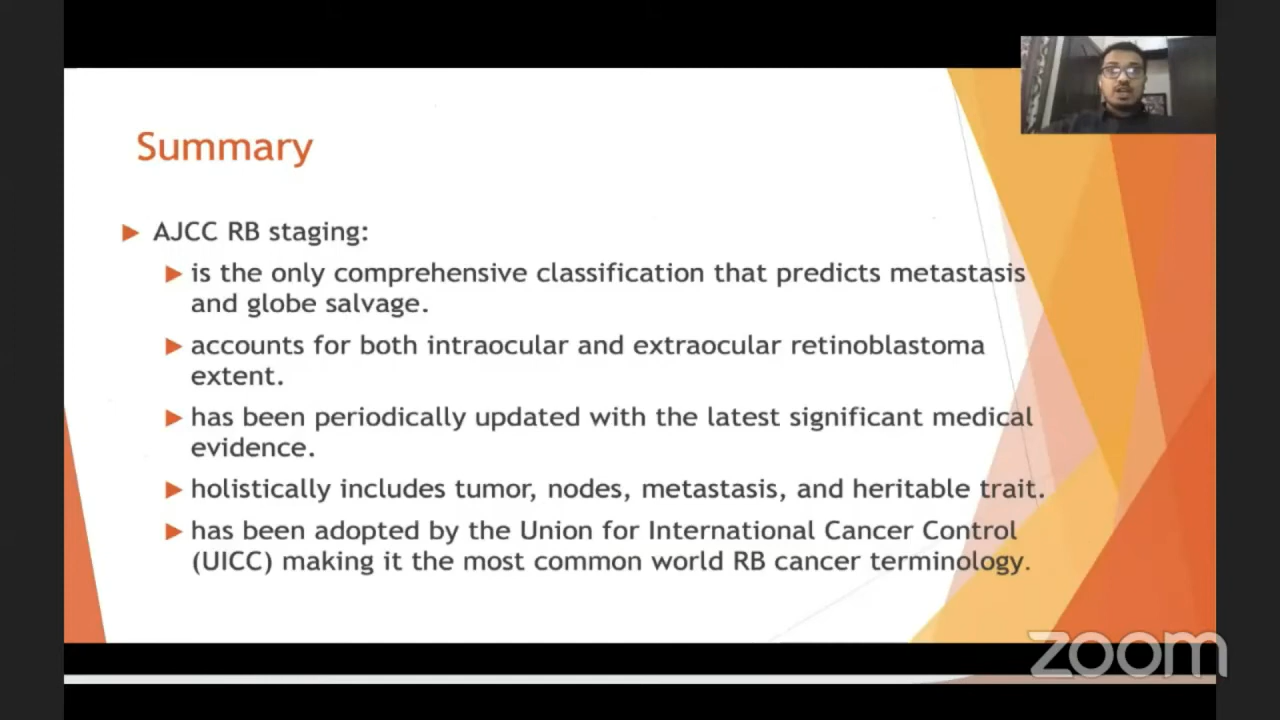 Summary
AJCC RB staging:
is the only comprehensive classification that predicts metastasis
and globe salvage.
accounts for both intraocular and extraocular retinoblastoma
extent.
has been periodically updated with the latest significant medical
evidence.
holistically includes tumor, nodes, metastasis, and heritable trait.
has been adopted by the Union for International Cancer Control
(UICC) making it the most common world RB cancer terminology.
zoom